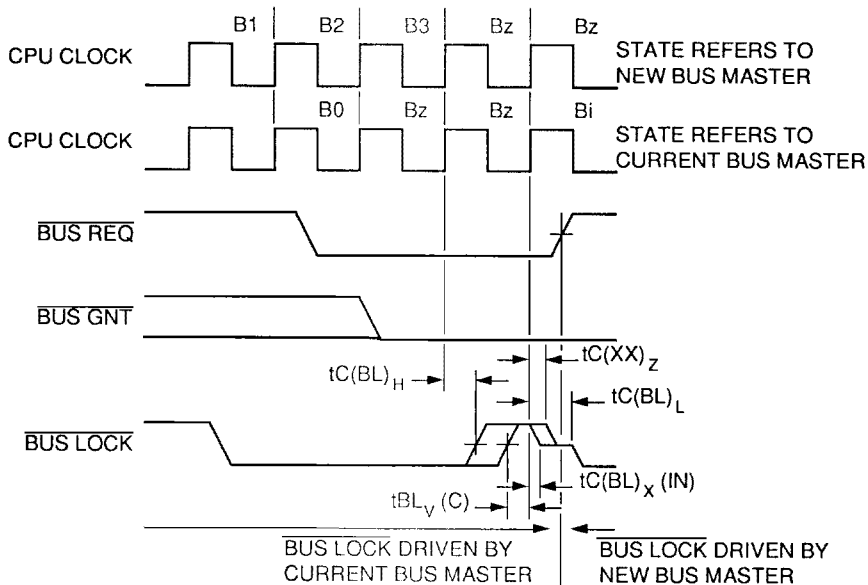 B1 B2 B3 Bz Bz
CPU CLOCK
STATE REFERS TO
NEW BUS MASTER
B0 Bz Bz Bi
CPU CLOCK
STATE REFERS TO
CURRENT BUS MASTER
BUS REQ
BUS GNT
tC(XX)Z
tC(BL)H
tC(BL)L
BUS LOCK
tC(BL)X (IN)
tBLV (C)
BUS LOCK DRIVEN BY
CURRENT BUS MASTER
BUS LOCK DRIVEN BY
NEW BUS MASTER